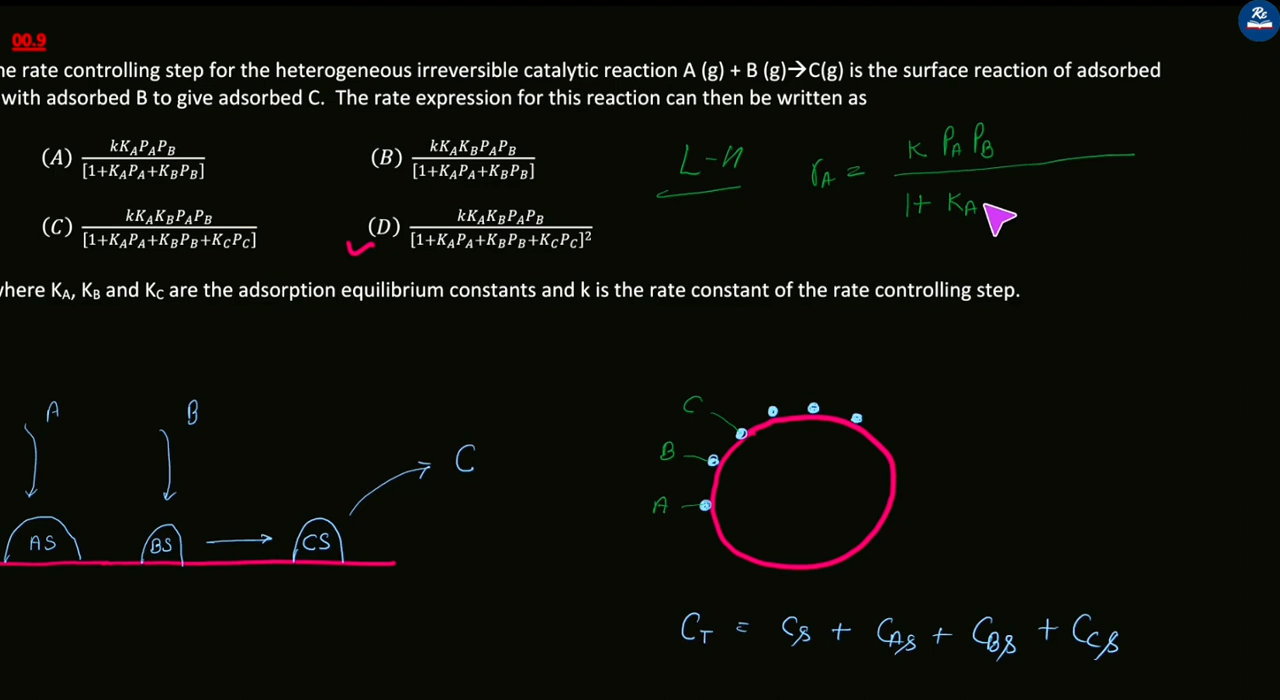 Re
00.9
he rate controlling step for the heterogeneous irreversible catalytic reaction A (g) + B (g)→C(g) is the surface reaction of adsorbed
with adsorbed B to give adsorbed C. The rate expression for this reaction can then be written as
(A) kK_AP_AP_B / [1+K_AP_A+K_BP_B] (B) kK_AK_BP_AP_B / [1+K_AP_A+K_BP_B]
L-H r_A = K P_A P_B / 1 + K_A
(C) kK_AK_BP_AP_B / [1+K_AP_A+K_BP_B+K_CP_C] (D) kK_AK_BP_AP_B / [1+K_AP_A+K_BP_B+K_CP_C]²
where K_A, K_B and K_C are the adsorption equilibrium constants and k is the rate constant of the rate controlling step.
A B
C
AS BS CS
C
B
A
C_T = C_S + C_AS + C_BS + C_CS